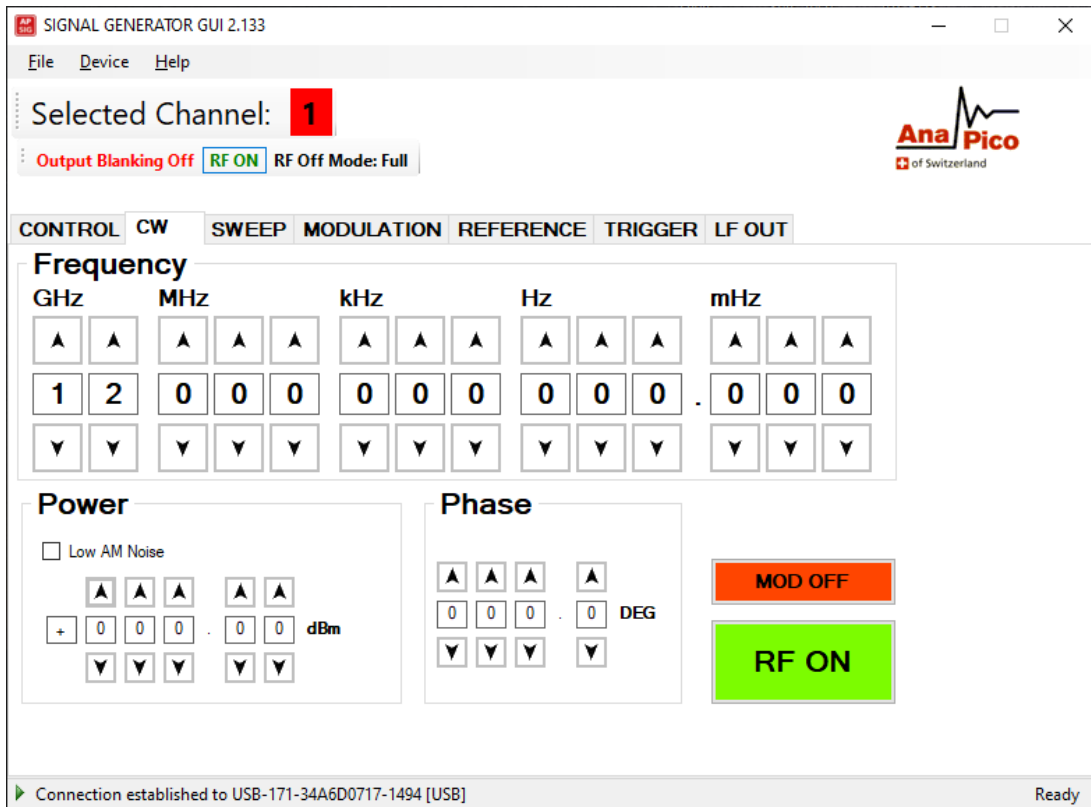 AP SIG SIGNAL GENERATOR GUI 2.133
File Device Help
Selected Channel: 1
Output Blanking Off RF ON RF Off Mode: Full
AnaPico
of Switzerland
CONTROL CW SWEEP MODULATION REFERENCE TRIGGER LF OUT
Frequency
GHz MHz kHz Hz mHz
1 2 0 0 0 0 0 0 0 0 0 . 0 0 0
Power Phase
Low AM Noise
MOD OFF
+ 0 0 0 . 0 0 dBm 0 0 0 . 0 DEG
RF ON
Connection established to USB-171-34A6D0717-1494 [USB] Ready